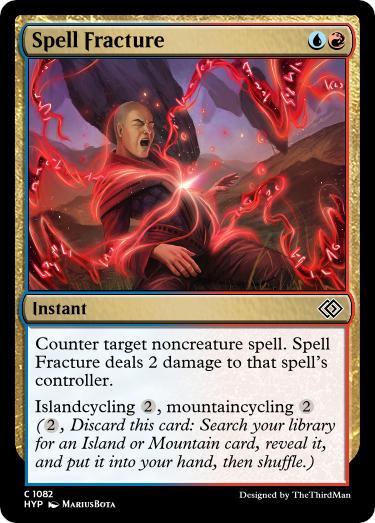 Spell Fracture
Instant
Counter target noncreature spell. Spell
Fracture deals 2 damage to that spell's
controller.
Islandcycling 2, mountaincycling 2
(2, Discard this card: Search your library
for an Island or Mountain card, reveal it,
and put it into your hand, then shuffle.)
C 1082
HYP MariusBota
Designed by TheThirdMan